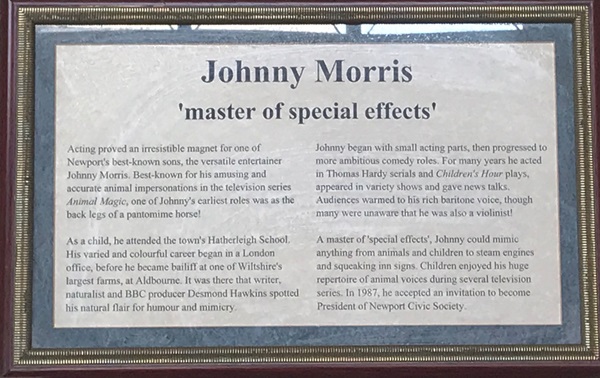 Johnny Morris
'master of special effects'
Acting proved an irresistible magnet for one of
Newport's best-known sons, the versatile entertainer
Johnny Morris. Best-known for his amusing and
accurate animal impersonations in the television series
Animal Magic, one of Johnny's earliest roles was as the
back legs of a pantomime horse!
As a child, he attended the town's Hatherleigh School.
His varied and colourful career began in a London
office, before he became bailiff at one of Wiltshire's
largest farms, at Aldbourne. It was there that writer,
naturalist and BBC producer Desmond Hawkins spotted
his natural flair for humour and mimicry.
Johnny began with small acting parts, then progressed to
more ambitious comedy roles. For many years he acted
in Thomas Hardy serials and Children's Hour plays,
appeared in variety shows and gave news talks.
Audiences warmed to his rich baritone voice, though
many were unaware that he was also a violinist!
A master of 'special effects', Johnny could mimic
anything from animals and children to steam engines
and squeaking inn signs. Children enjoyed his huge
repertoire of animal voices during several television
series. In 1987, he accepted an invitation to become
President of Newport Civic Society.